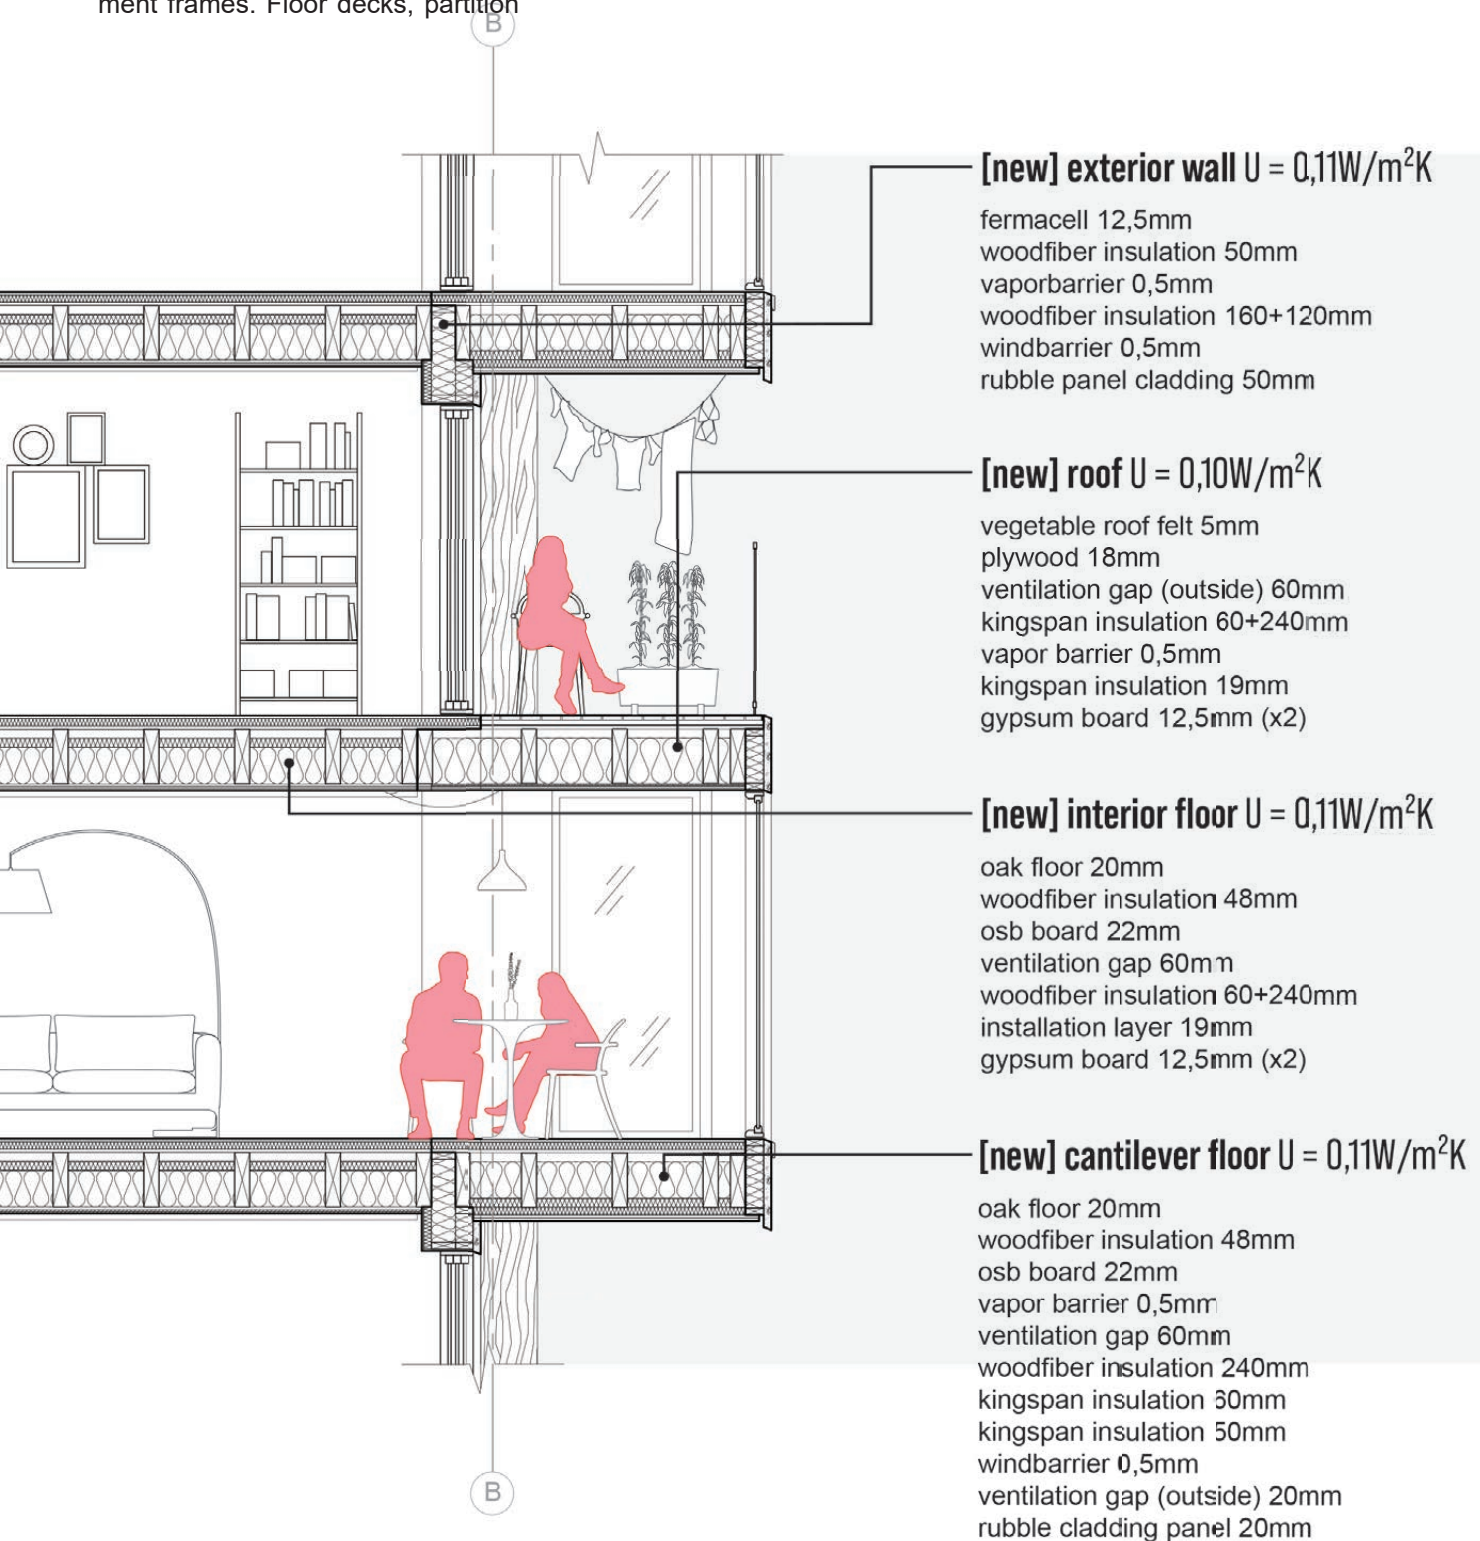 ment frames. Floor decks, partition
B
[new] exterior wall U = 0,11W/m²K
fermacell 12,5mm
woodfiber insulation 50mm
vaporbarrier 0,5mm
woodfiber insulation 160+120mm
windbarrier 0,5mm
rubble panel cladding 50mm
[new] roof U = 0,10W/m²K
vegetable roof felt 5mm
plywood 18mm
ventilation gap (outside) 60mm
kingspan insulation 60+240mm
vapor barrier 0,5mm
kingspan insulation 19mm
gypsum board 12,5mm (x2)
[new] interior floor U = 0,11W/m²K
oak floor 20mm
woodfiber insulation 48mm
osb board 22mm
ventilation gap 60mm
woodfiber insulation 60+240mm
installation layer 19mm
gypsum board 12,5mm (x2)
[new] cantilever floor U = 0,11W/m²K
oak floor 20mm
woodfiber insulation 48mm
osb board 22mm
vapor barrier 0,5mm
ventilation gap 60mm
woodfiber insulation 240mm
kingspan insulation 60mm
kingspan insulation 50mm
windbarrier 0,5mm
ventilation gap (outside) 20mm
rubble cladding panel 20mm
B